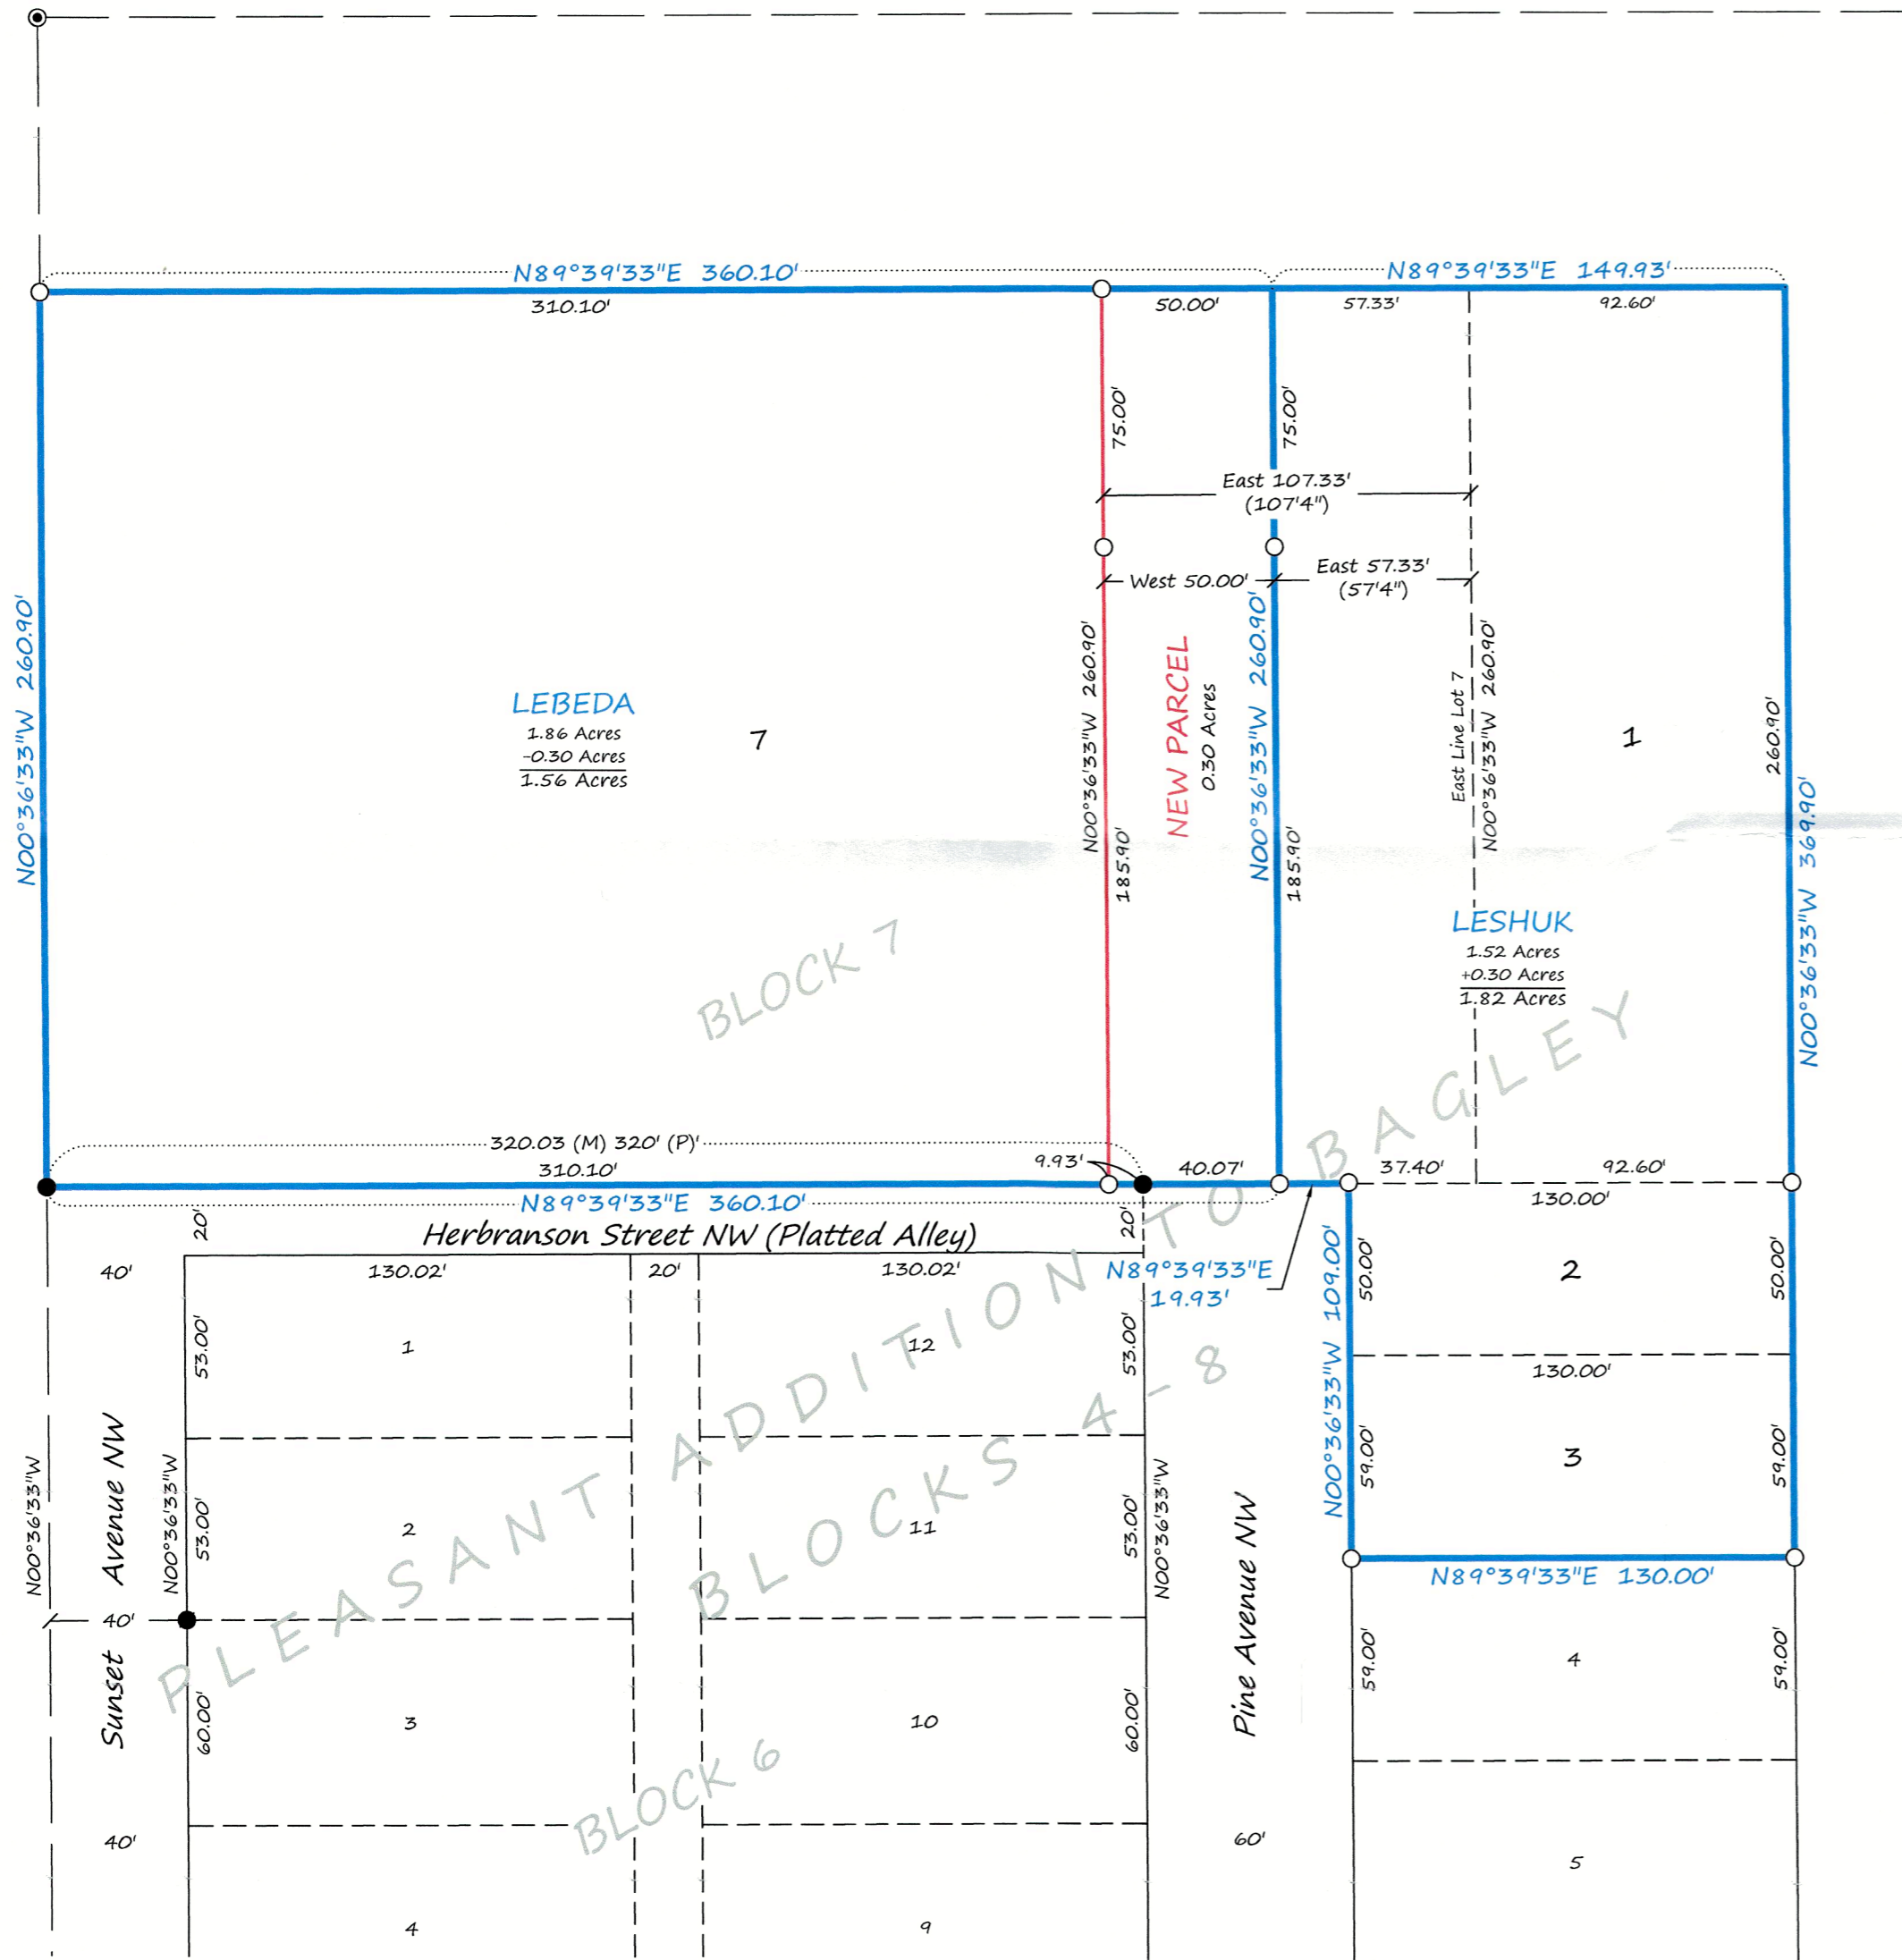 N89°39'33"E 360.10'
N89°39'33"E 149.93'
310.10'
50.00'
57.33'
92.60'
75.00'
75.00'
East 107.33'
(107'4")
West 50.00'
East 57.33'
(57'4")
N00°36'33"W 260.90'
LEBEDA
1.86 Acres
-0.30 Acres
1.56 Acres
7
N00°36'33"W 260.90'
185.90'
NEW PARCEL
0.30 Acres
N00°36'33"W 260.90'
185.90'
East Line Lot 7
N00°36'33"W 260.90'
1
260.90'
N00°36'33"W 369.90'
LESHUK
1.52 Acres
+0.30 Acres
1.82 Acres
BLOCK 7
320.03 (M) 320' (P)'
310.10'
9.93'
40.07'
37.40'
92.60'
N89°39'33"E 360.10'
130.00'
20'
Herbranson Street NW (Platted Alley)
20'
40'
130.02'
20'
130.02'
N89°39'33"E
19.93'
N00°36'33"W 109.00'
50.00'
2
50.00'
53.00'
1
12
53.00'
130.00'
59.00'
3
59.00'
N89°39'33"E 130.00'
PLEASANT ADDITION TO BAGLEY
BLOCKS 4-8
N00°36'33"W
Sunset Avenue NW
N00°36'33"W
53.00'
2
11
53.00'
N00°36'33"W
Pine Avenue NW
40'
60.00'
3
10
60.00'
59.00'
4
59.00'
BLOCK 6
40'
60'
5
4
9